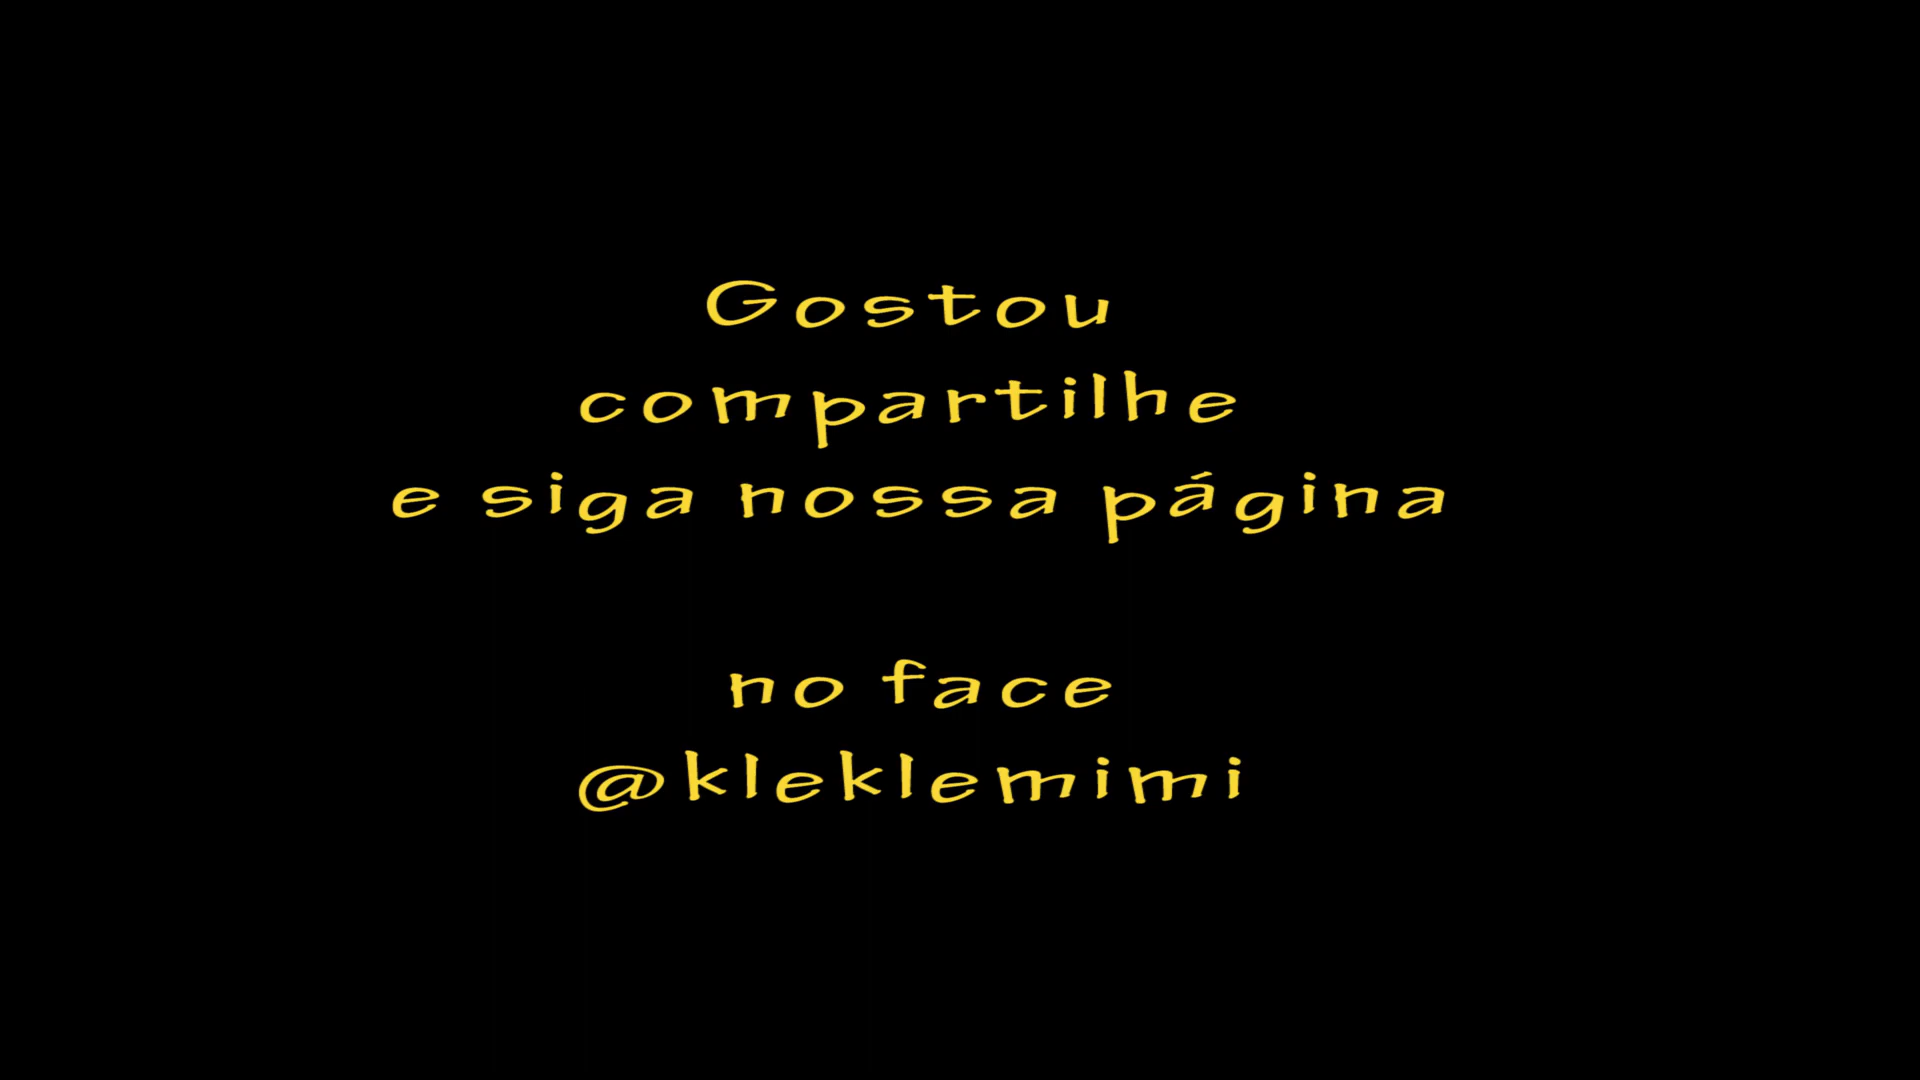 Gostou
compartilhe
e siga nossa página
no face
@kleklemimi